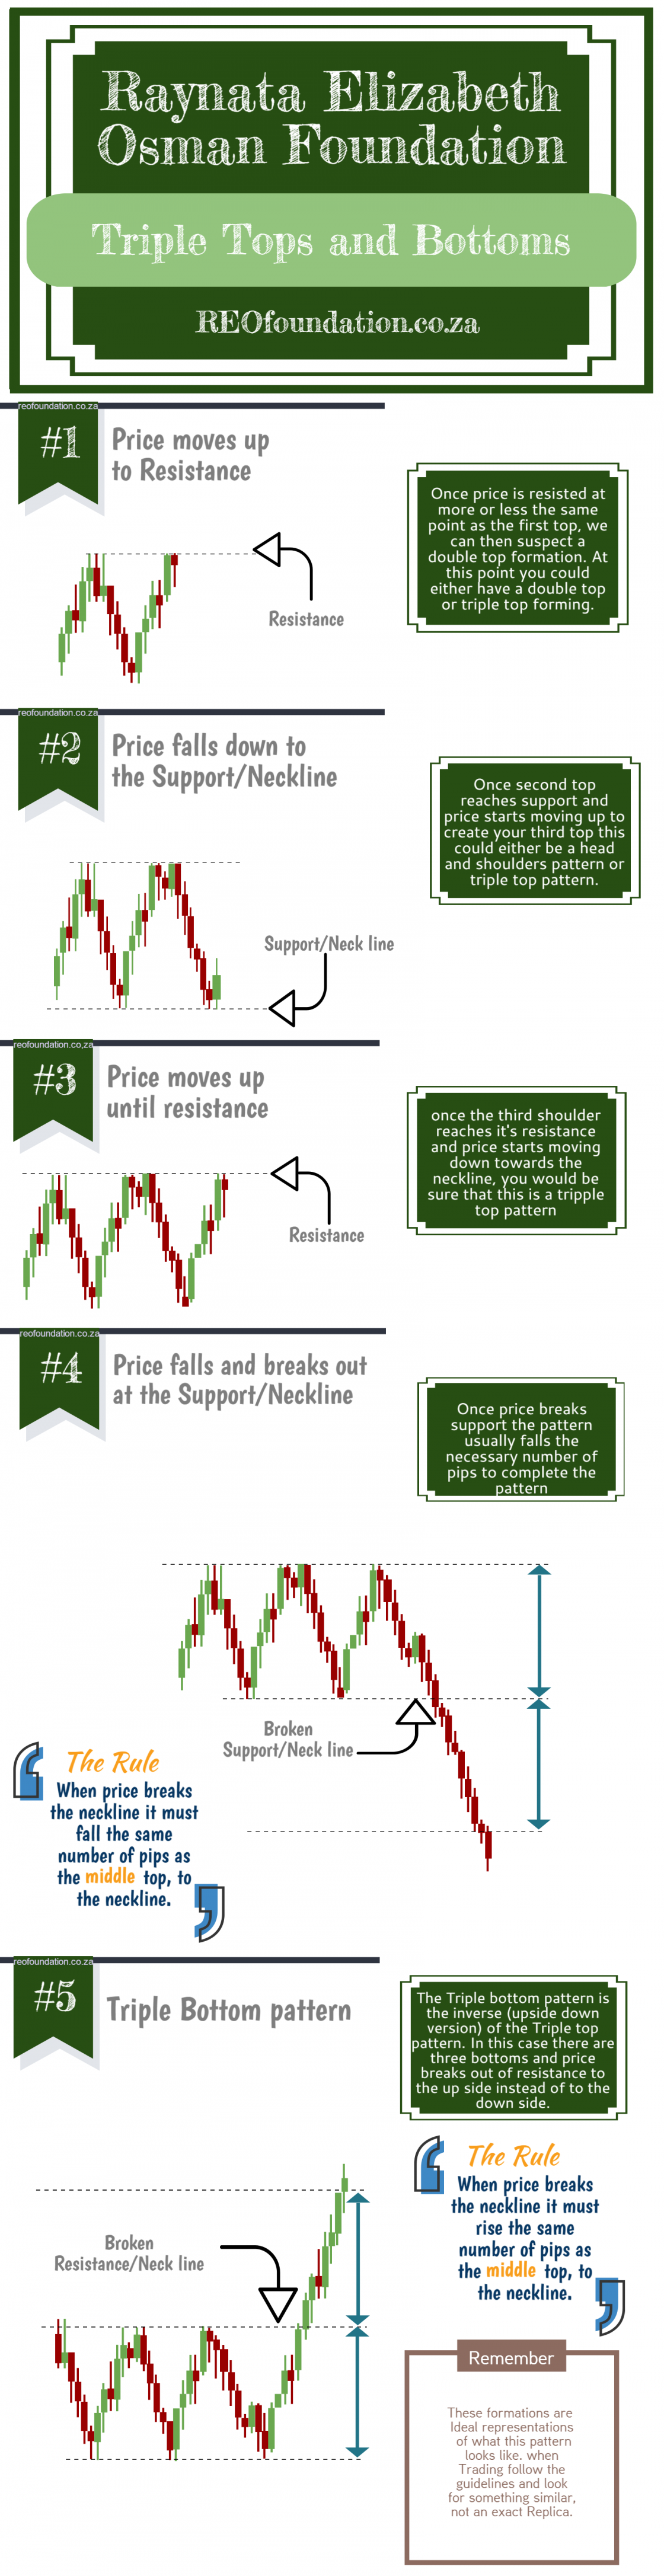 Raynata Elizabeth
Osman Foundation
Triple Tops and Bottoms
REOfoundation.co.za
reofoundation.co.za
#1
Price moves up
to Resistance
Once price is resisted at
more or less the same
point as the first top, we
can then suspect a
double top formation. At
this point you could
either have a double top
or triple top forming.
Resistance
reofoundation.co.za
#2
Price falls down to
the Support/Neckline
Once second top
reaches support and
price starts moving up to
create your third top this
could either be a head
and shoulders pattern or
triple top pattern.
Support/Neck line
reofoundation.co.za
#3
Price moves up
until resistance
once the third shoulder
reaches it's resistance
and price starts moving
down towards the
neckline, you would be
sure that this is a tripple
top pattern
Resistance
reofoundation.co.za
#4
Price falls and breaks out
at the Support/Neckline
Once price breaks
support the pattern
usually falls the
necessary number of
pips to complete the
pattern
Broken
Support/Neck line
The Rule
When price breaks
the neckline it must
fall the same
number of pips as
the middle top, to
the neckline.
reofoundation.co.za
#5
Triple Bottom pattern
The Triple bottom pattern is
the inverse (upside down
version) of the Triple top
pattern. In this case there are
three bottoms and price
breaks out of resistance to
the up side instead of to the
down side.
The Rule
When price breaks
the neckline it must
rise the same
number of pips as
the middle top, to
the neckline.
Broken
Resistance/Neck line
Remember
These formations are
Ideal representations
of what this pattern
looks like. when
Trading follow the
guidelines and look
for something similar,
not an exact Replica.